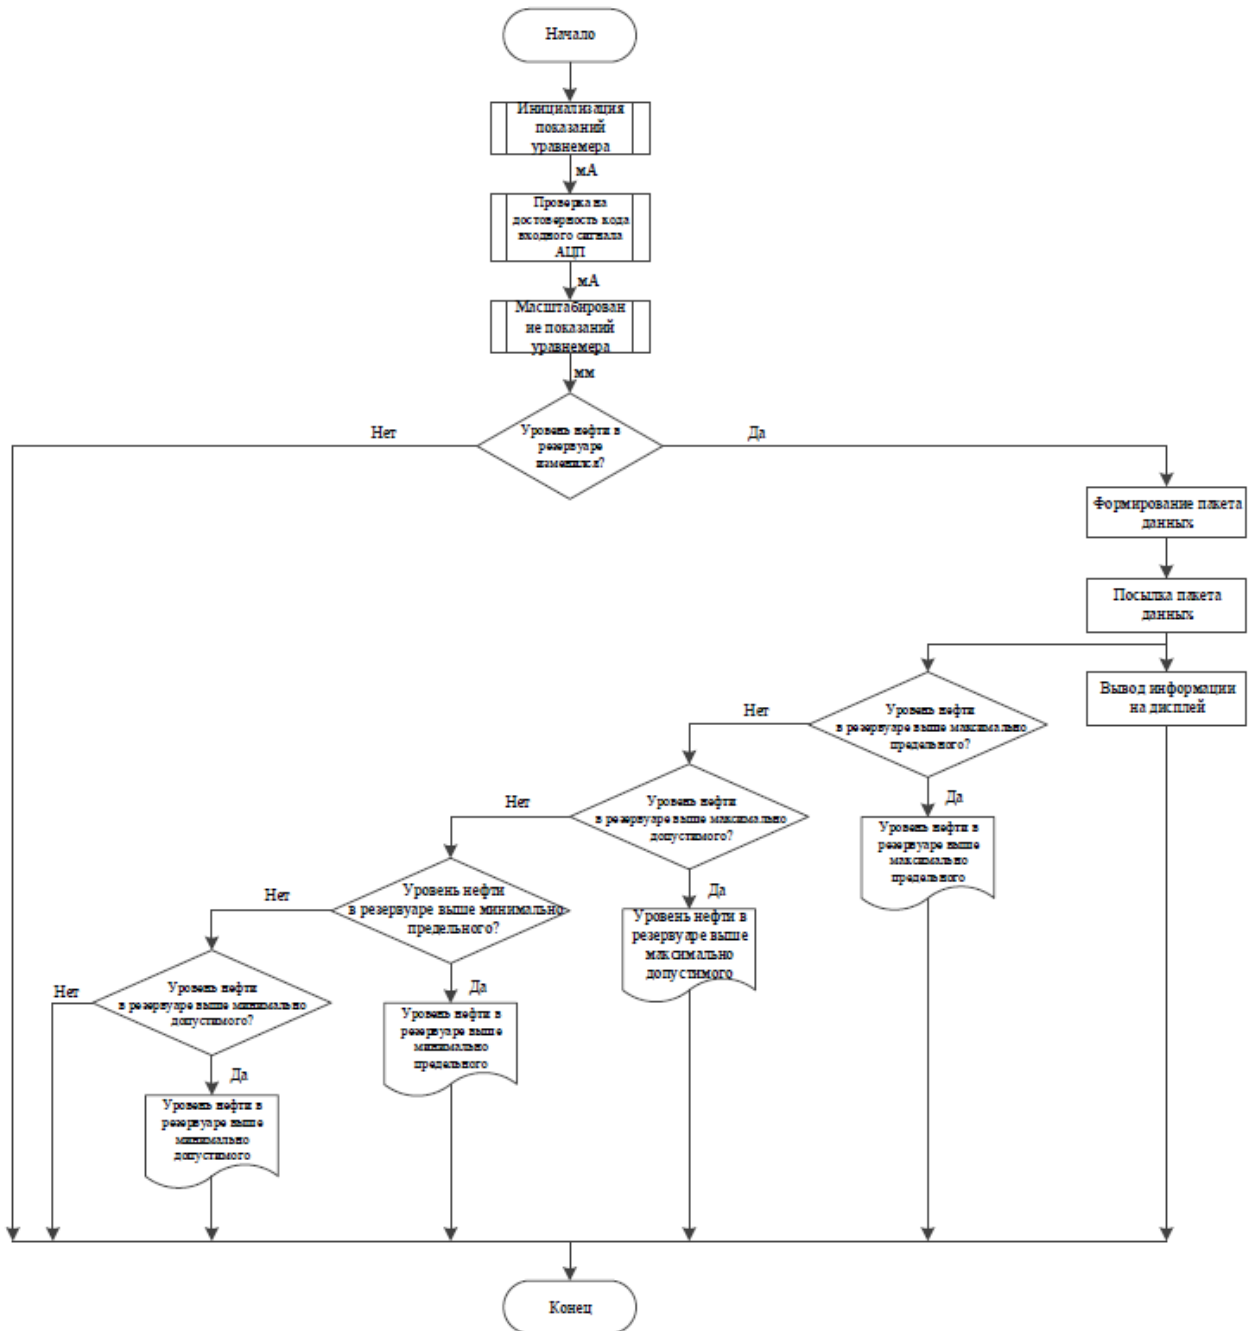 Начало
Инициализация
показаний
уравнемера
мА
Проверка на
достоверность кода
входного сигнала
АЦП
мА
Масштабирован
ие показаний
уравнемера
мм
Нет
Уровень нефти в
резервуаре
изменился?
Да
Формирование пакета
данных
Посылка пакета
данных
Вывод информации
на дисплей
Уровень нефти
в резервуаре выше максимально
предельного?
Нет
Да
Уровень нефти в
резервуаре выше
максимально
предельного
Уровень нефти
в резервуаре выше максимально
допустимого?
Нет
Да
Уровень нефти в
резервуаре выше
максимально
допустимого
Уровень нефти
в резервуаре выше минимально
предельного?
Нет
Да
Уровень нефти в
резервуаре выше
минимально
предельного
Уровень нефти
в резервуаре выше минимально
допустимого?
Нет
Да
Уровень нефти в
резервуаре выше
минимально
допустимого
Конец